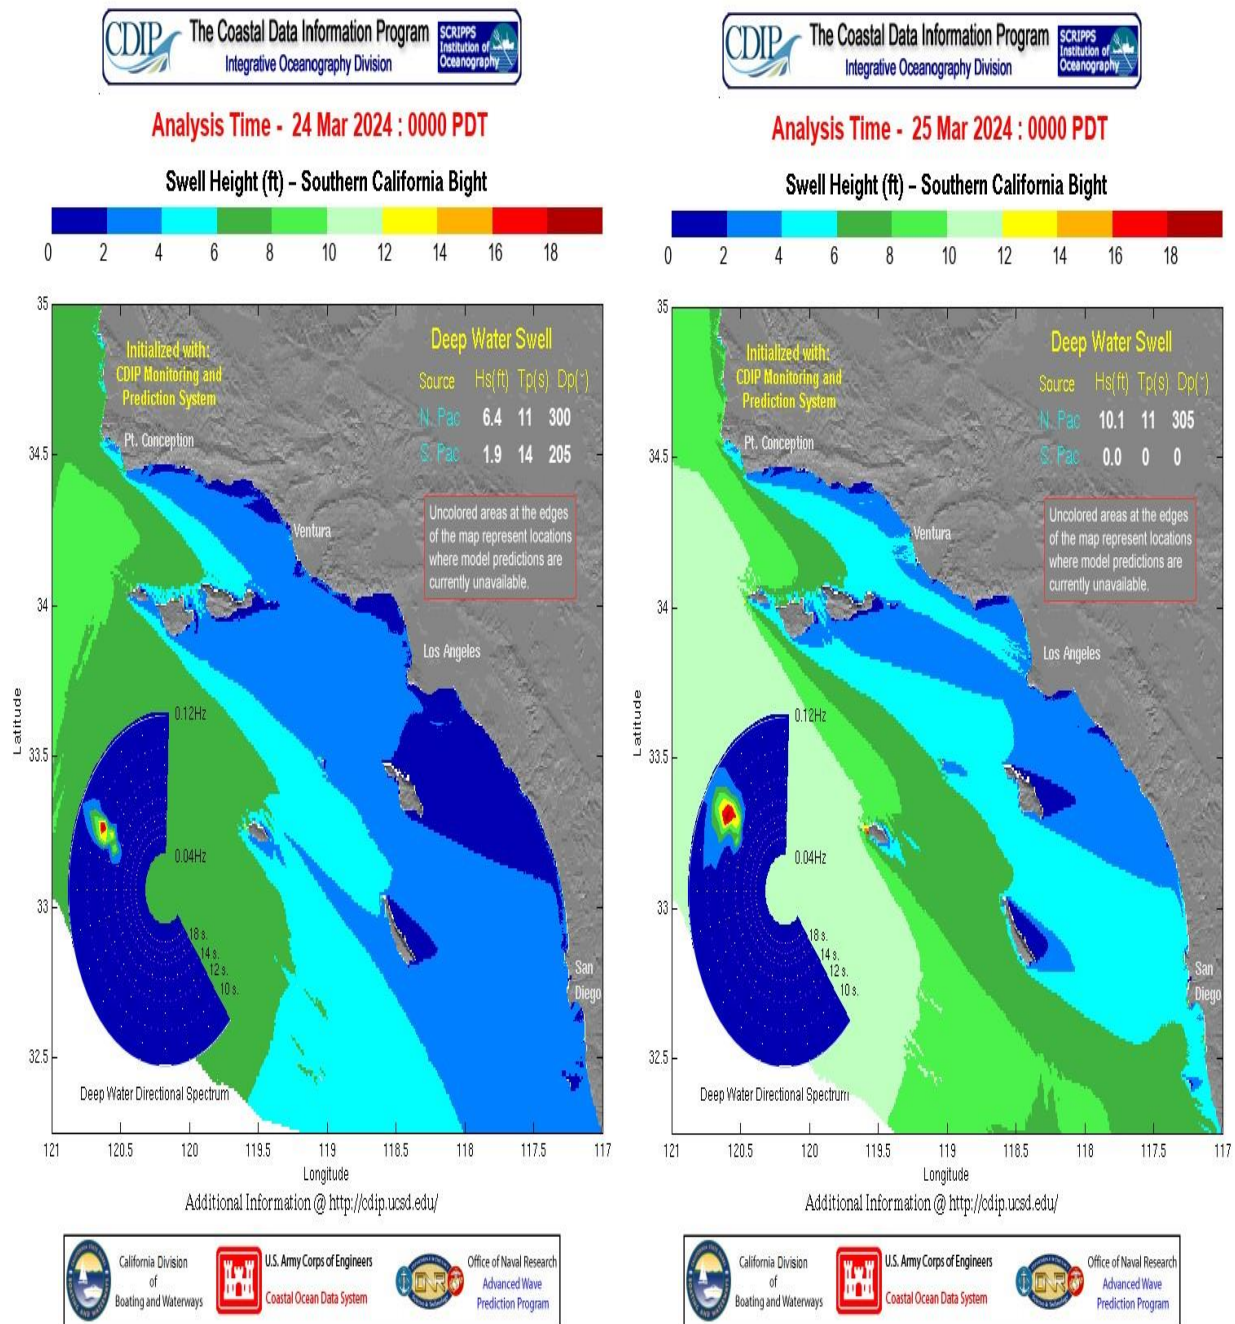 CDIP
The Coastal Data Information Program
Integrative Oceanography Division
SCRIPPS
Institution of
Oceanography
Analysis Time - 24 Mar 2024 : 0000 PDT
Swell Height (ft) – Southern California Bight
0 2 4 6 8 10 12 14 16 18
35
34.5
34
33.5
33
32.5
Latitude
Initialized with:
CDIP Monitoring and
Prediction System
Deep Water Swell
Source Hs(ft) Tp(s) Dp(°)
N. Pac 6.4 11 300
S. Pac 1.9 14 205
Uncolored areas at the edges
of the map represent locations
where model predictions are
currently unavailable.
Pt. Conception
Ventura
Los Angeles
San
Diego
0.12Hz
0.04Hz
18 s.
14 s.
12 s.
10 s.
Deep Water Directional Spectrum
121 120.5 120 119.5 119 118.5 118 117.5 117
Longitude
Additional Information @ http://cdip.ucsd.edu/
California Division
of
Boating and Waterways
U.S. Army Corps of Engineers
Coastal Ocean Data System
ONR
Office of Naval Research
Advanced Wave
Prediction Program
CDIP
The Coastal Data Information Program
Integrative Oceanography Division
SCRIPPS
Institution of
Oceanography
Analysis Time - 25 Mar 2024 : 0000 PDT
Swell Height (ft) – Southern California Bight
0 2 4 6 8 10 12 14 16 18
35
34.5
34
33.5
33
32.5
Latitude
Initialized with:
CDIP Monitoring and
Prediction System
Deep Water Swell
Source Hs(ft) Tp(s) Dp(°)
N. Pac 10.1 11 305
S. Pac 0.0 0 0
Uncolored areas at the edges
of the map represent locations
where model predictions are
currently unavailable.
Pt. Conception
Ventura
Los Angeles
San
Diego
0.12Hz
0.04Hz
18 s.
14 s.
12 s.
10 s.
Deep Water Directional Spectrum
121 120.5 120 119.5 119 118.5 118 117.5 117
Longitude
Additional Information @ http://cdip.ucsd.edu/
California Division
of
Boating and Waterways
U.S. Army Corps of Engineers
Coastal Ocean Data System
ONR
Office of Naval Research
Advanced Wave
Prediction Program